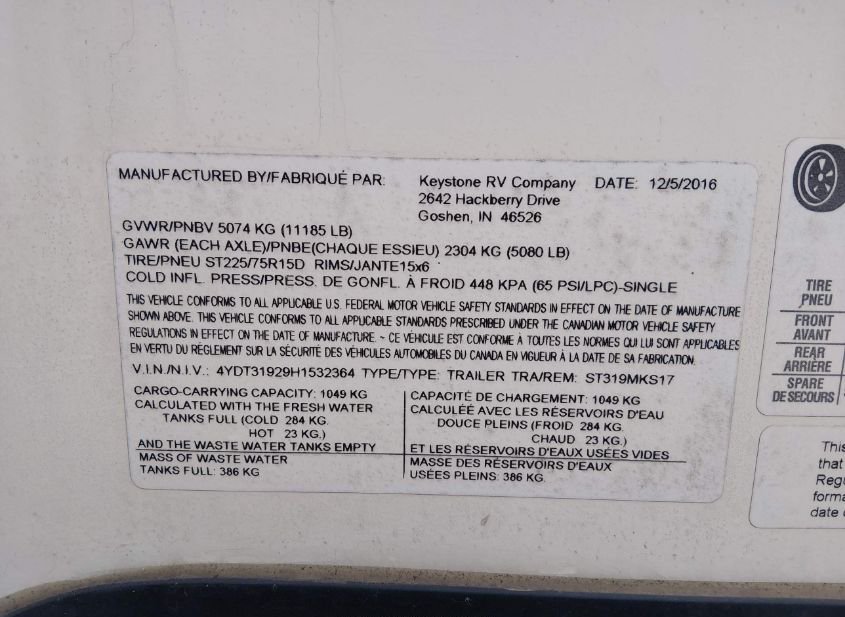 MANUFACTURED BY/FABRIQUÉ PAR: Keystone RV Company DATE: 12/5/2016
2642 Hackberry Drive
Goshen, IN 46526
GVWR/PNBV 5074 KG (11185 LB)
GAWR (EACH AXLE)/PNBE(CHAQUE ESSIEU) 2304 KG (5080 LB)
TIRE/PNEU ST225/75R15D RIMS/JANTE15x6
COLD INFL. PRESS/PRESS. DE GONFL. À FROID 448 KPA (65 PSI/LPC)-SINGLE
THIS VEHICLE CONFORMS TO ALL APPLICABLE U.S. FEDERAL MOTOR VEHICLE SAFETY STANDARDS IN EFFECT ON THE DATE OF MANUFACTURE
SHOWN ABOVE. THIS VEHICLE CONFORMS TO ALL APPLICABLE STANDARDS PRESCRIBED UNDER THE CANADIAN MOTOR VEHICLE SAFETY
REGULATIONS IN EFFECT ON THE DATE OF MANUFACTURE. ~ CE VÉHICULE EST CONFORME À TOUTES LES NORMES QUI LUI SONT APPLICABLES
EN VERTU DU RÉGLEMENT SUR LA SÉCURITÉ DES VÉHICULES AUTOMOBILES DU CANADA EN VIGUEUR À LA DATE DE SA FABRICATION.
V.I.N./N.I.V.: 4YDT31929H1532364 TYPE/TYPE: TRAILER TRA/REM: ST319MKS17
CARGO-CARRYING CAPACITY: 1049 KG
CALCULATED WITH THE FRESH WATER
TANKS FULL (COLD 284 KG.
HOT 23 KG.)
AND THE WASTE WATER TANKS EMPTY
MASS OF WASTE WATER
TANKS FULL: 386 KG
CAPACITÉ DE CHARGEMENT: 1049 KG
CALCULÉE AVEC LES RÉSERVOIRS D'EAU
DOUCE PLEINS (FROID 284 KG.
CHAUD 23 KG.)
ET LES RÉSERVOIRS D'EAUX USÉES VIDES
MASSE DES RÉSERVOIRS D'EAUX
USÉES PLEINS: 386 KG.
TIRE
PNEU
FRONT
AVANT
REAR
ARRIÈRE
SPARE
DE SECOURS
This
that
Regu
forma
date